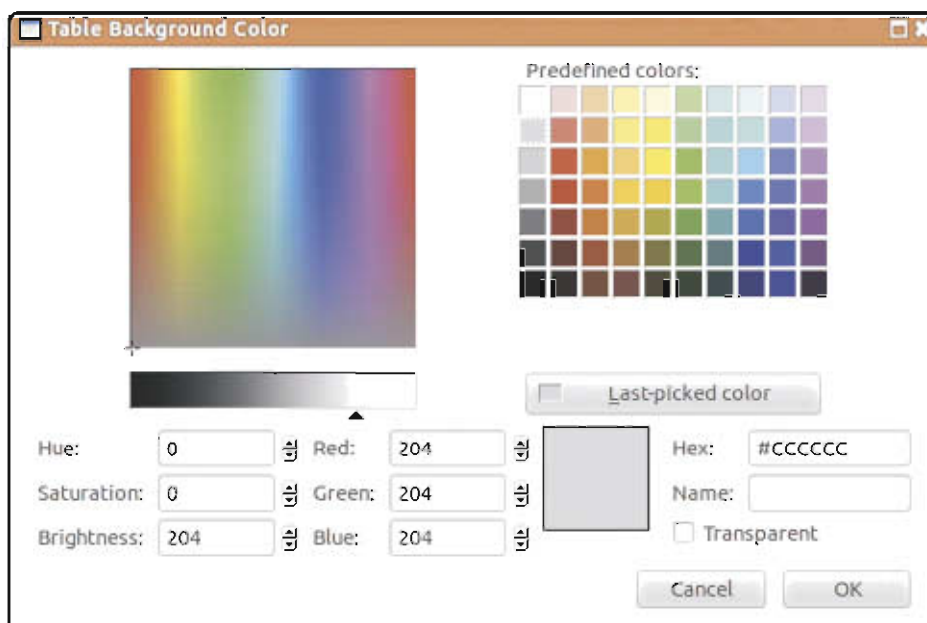 Table Background Color
Predefined colors:
Last-picked color
Hue: 0 Red: 204 Hex: #CCCCCC
Saturation: 0 Green: 204 Name:
Brightness: 204 Blue: 204 Transparent
Cancel OK